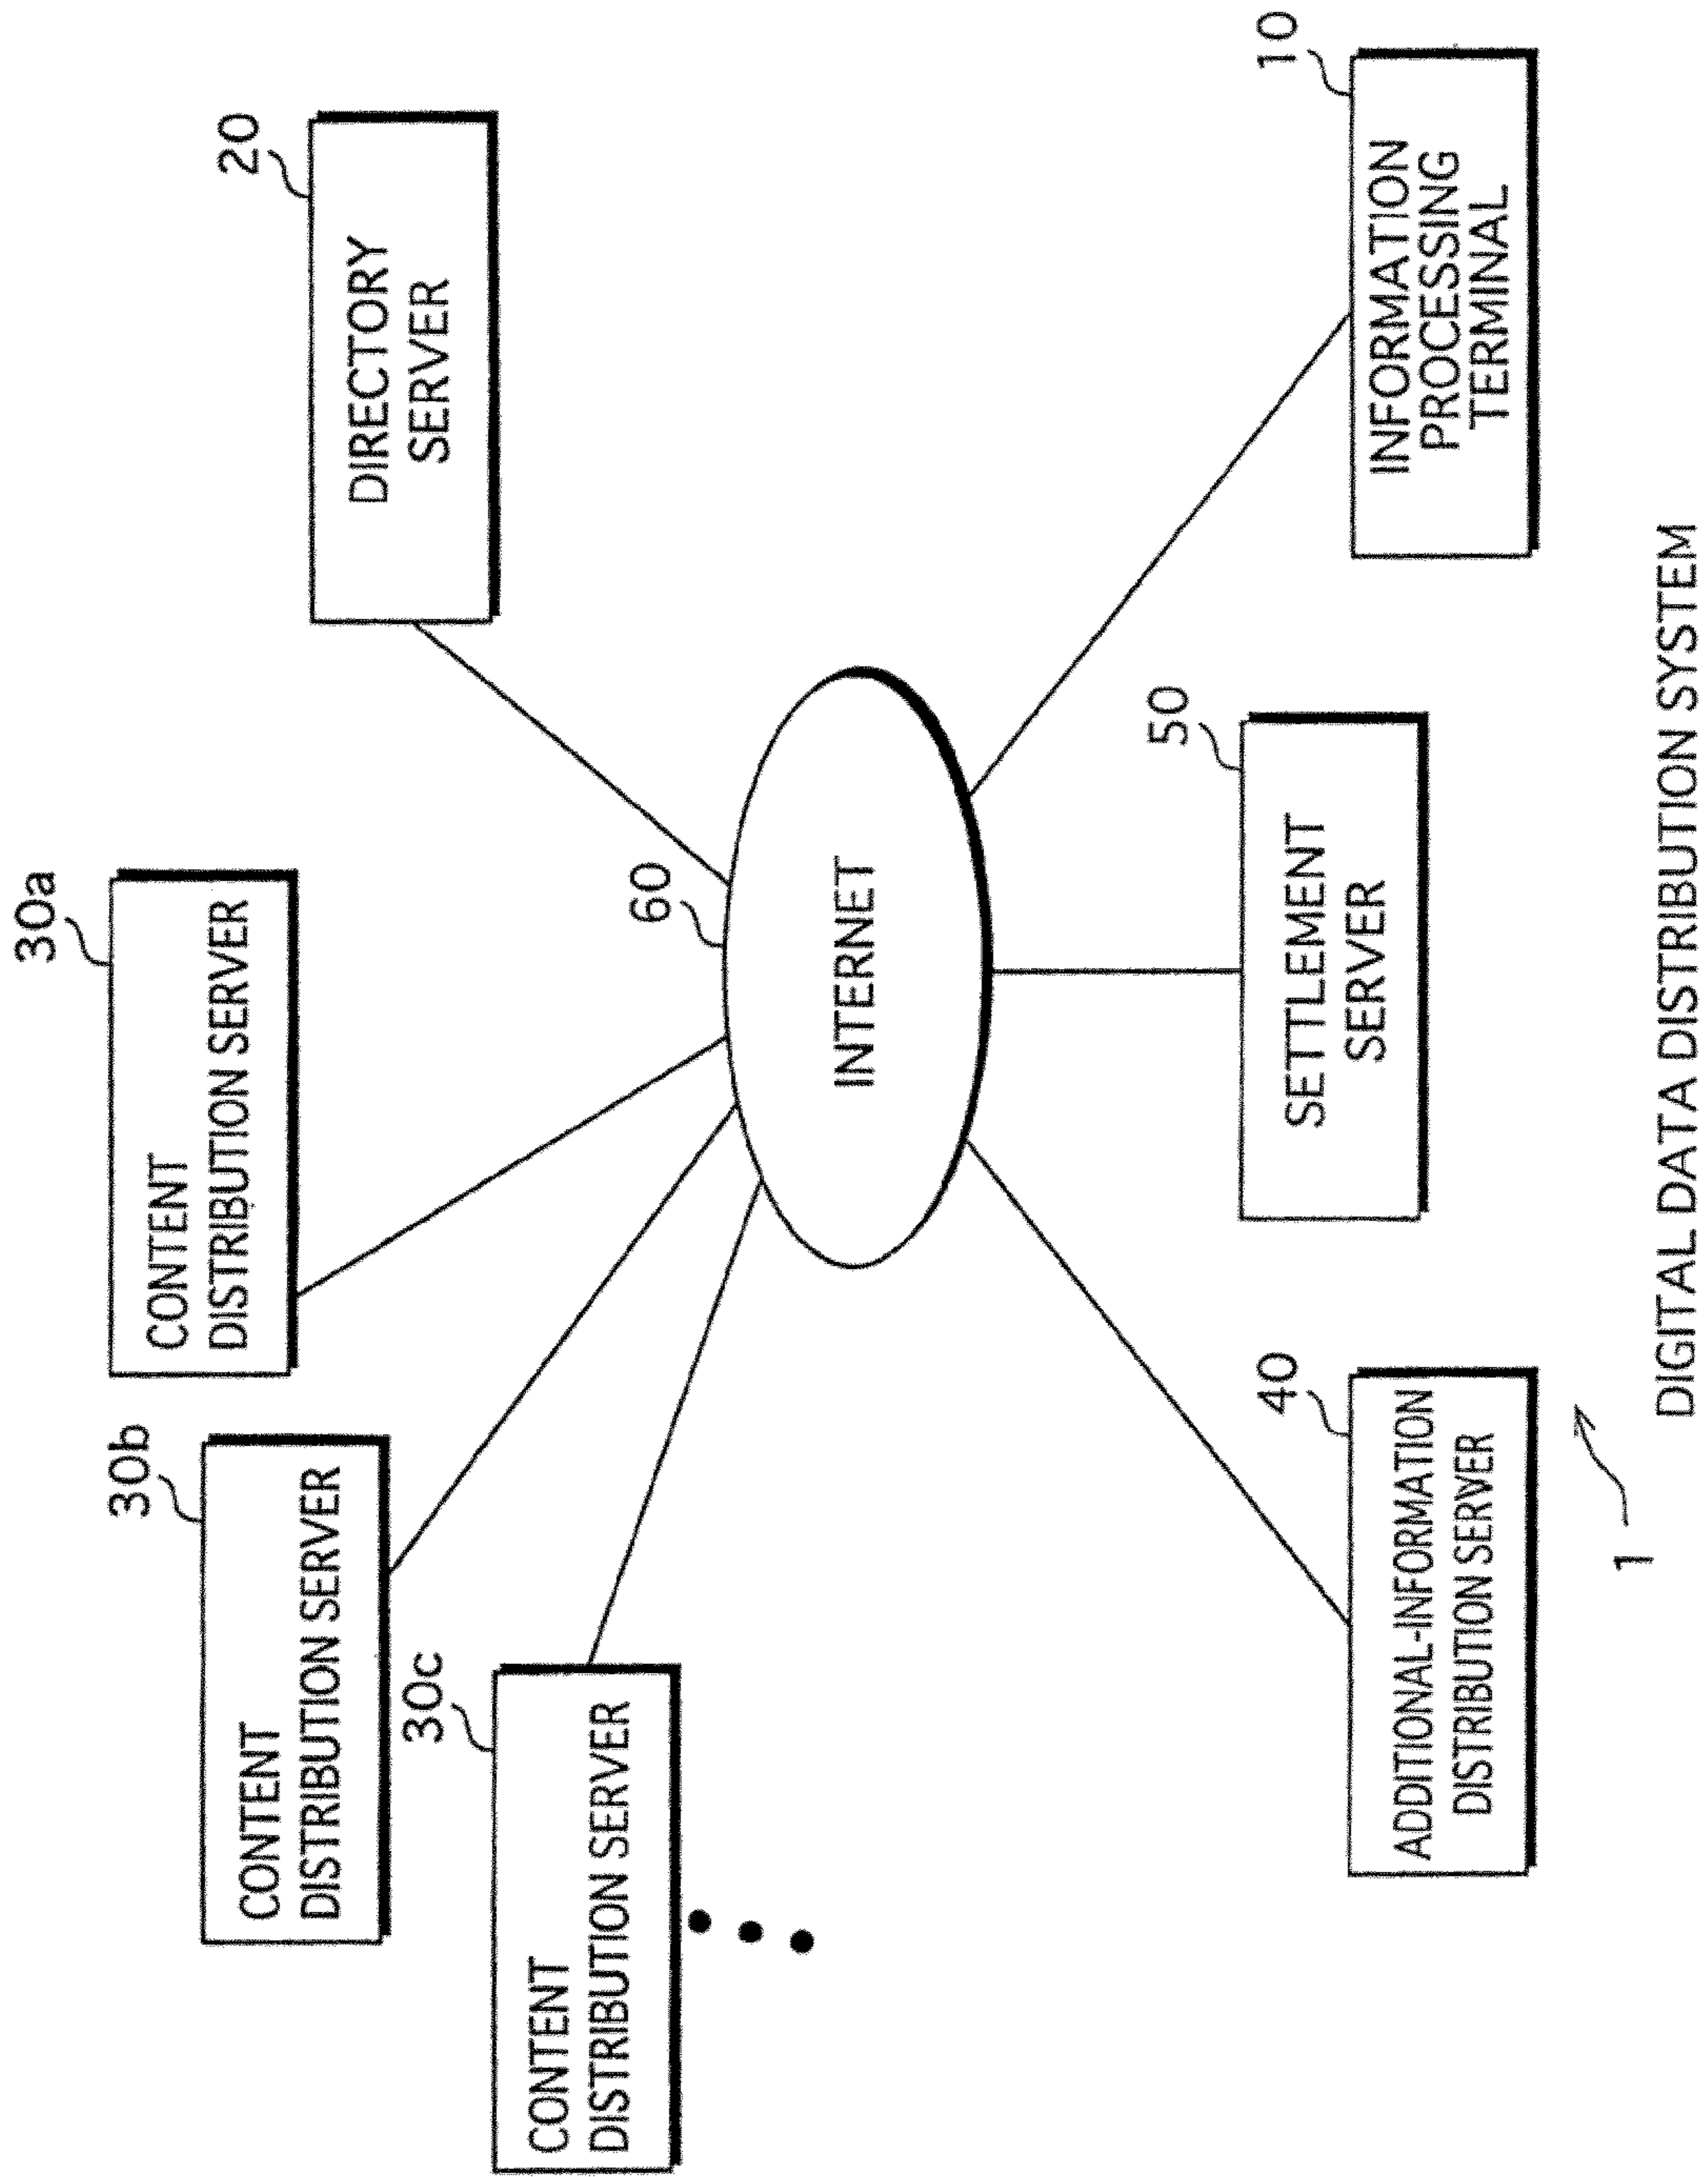 30a
CONTENT
DISTRIBUTION SERVER
20
DIRECTORY
SERVER
30b
CONTENT
DISTRIBUTION SERVER
30c
CONTENT
DISTRIBUTION SERVER
60
INTERNET
50
SETTLEMENT
SERVER
40
ADDITIONAL-INFORMATION
DISTRIBUTION SERVER
10
INFORMATION
PROCESSING
TERMINAL
1
DIGITAL DATA DISTRIBUTION SYSTEM